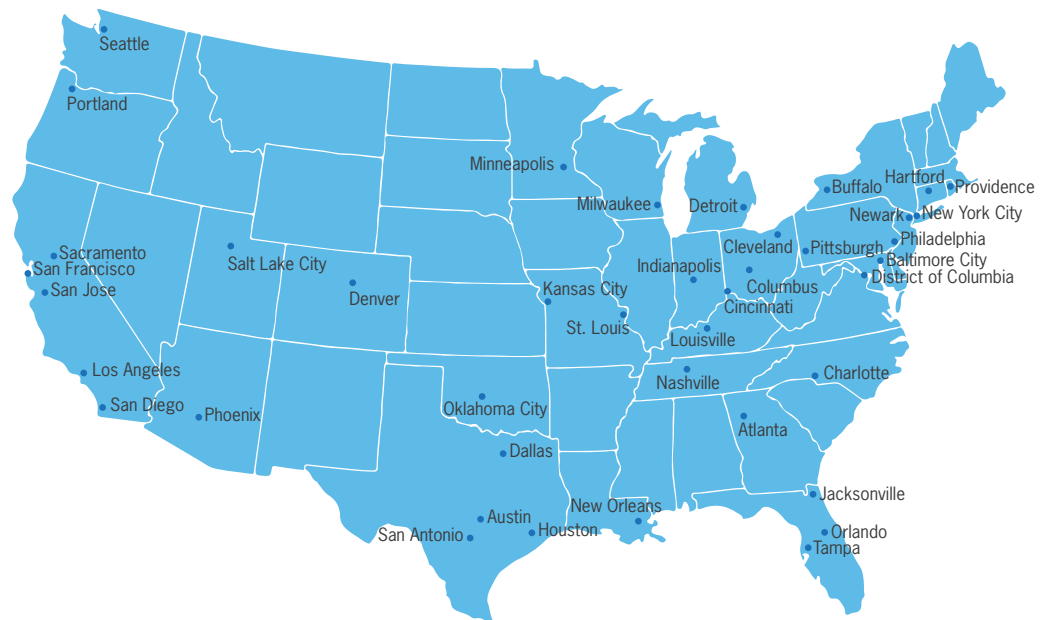 Seattle
Portland
Minneapolis
Milwaukee
Detroit
Buffalo
Hartford
Providence
Newark
New York City
Cleveland
Pittsburgh
Philadelphia
Baltimore City
District of Columbia
Sacramento
San Francisco
San Jose
Salt Lake City
Denver
Kansas City
St. Louis
Indianapolis
Columbus
Cincinnati
Louisville
Los Angeles
San Diego
Phoenix
Oklahoma City
Nashville
Charlotte
Atlanta
Dallas
Austin
San Antonio
Houston
New Orleans
Jacksonville
Orlando
Tampa